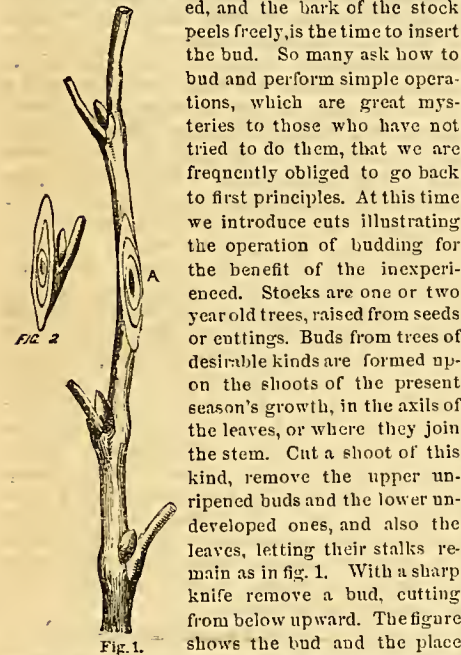 ed, and the bark of the stock
peels freely, is the time to insert
the bud. So many ask how to
bud and perform simple opera-
tions, which are great mys-
teries to those who have not
tried to do them, that we are
freqnently obliged to go back
to first principles. At this time
we introduce cuts illustrating
the operation of budding for
the benefit of the inexperi-
enced. Stocks are one or two
year old trees, raised from seeds
or cuttings. Buds from trees of
desirable kinds are formed up-
on the shoots of the present
season's growth, in the axils of
the leaves, or where they join
the stem. Cut a shoot of this
kind, remove the upper un-
ripened buds and the lower un-
developed ones, and also the
leaves, letting their stalks re-
main as in fig. 1. With a sharp
knife remove a bud, cutting
from below upward. The figure
shows the bud and the place
A
FIG. 2
Fig. 1.